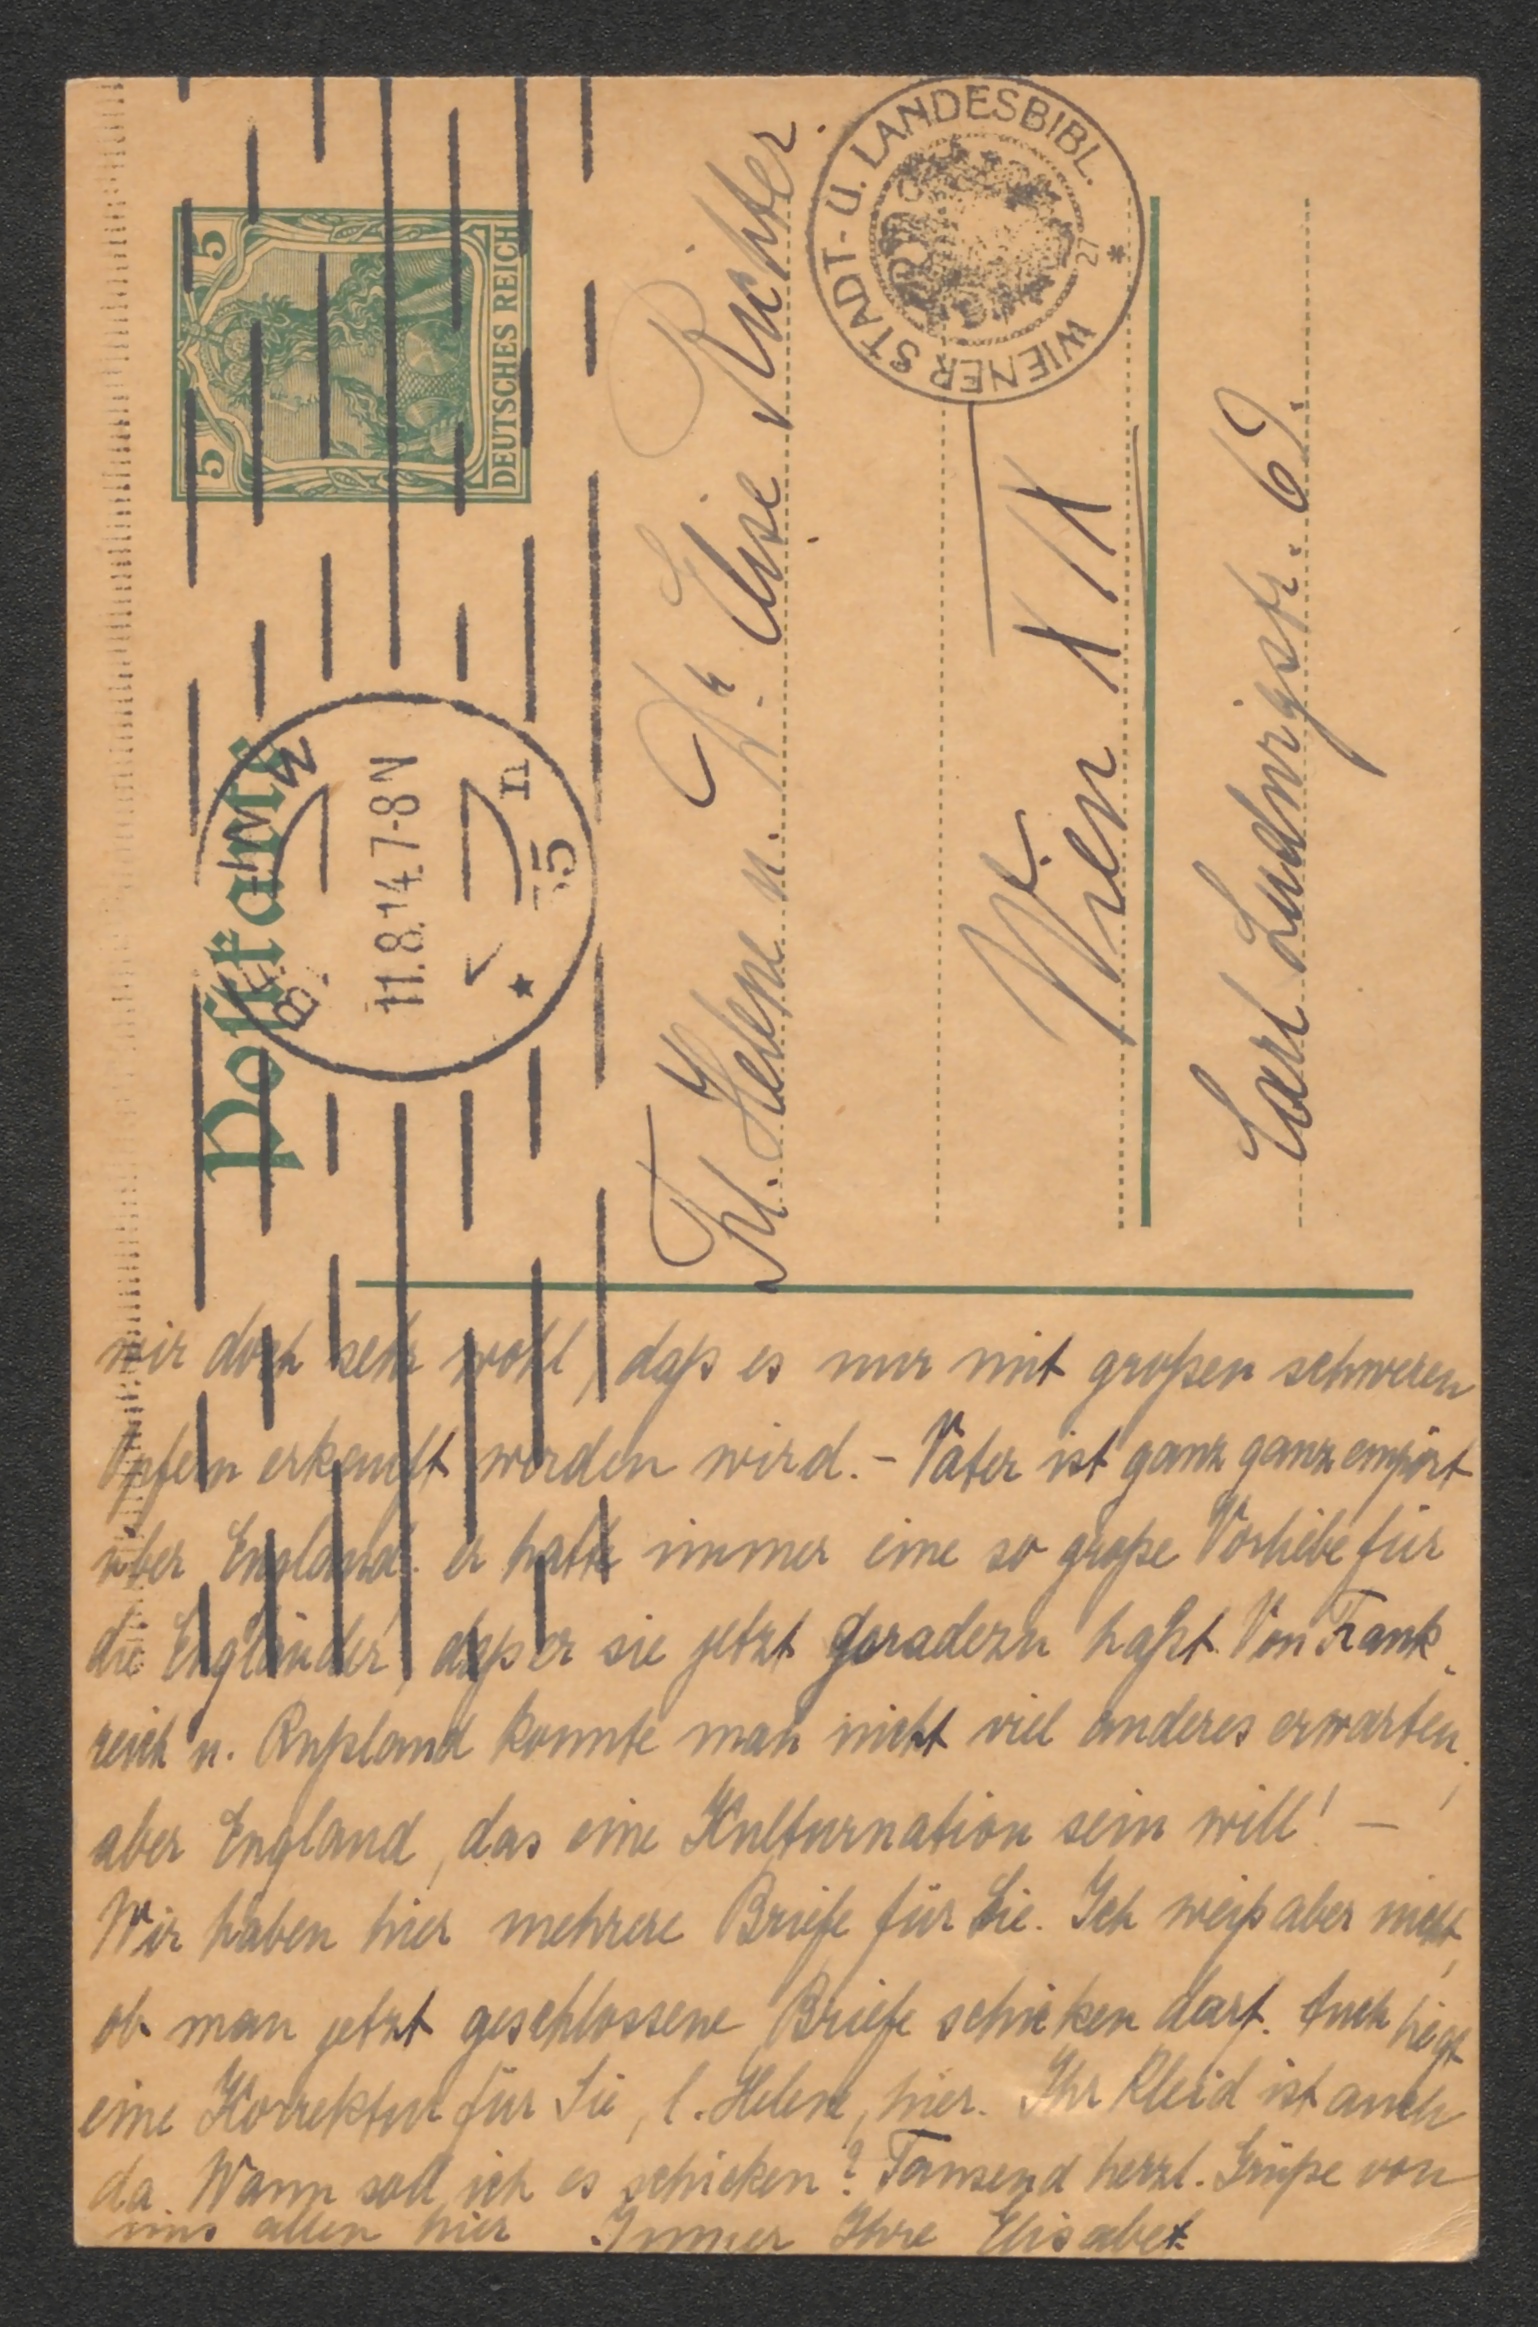 Postkarte
5 5
DEUTSCHES REICH
11.8.14.7-8N
* 35 n
WIENER STADT- U. LANDESBIBL.
27
*
Frl. Helene u. Dr Elise Richter.
Wien XIX
Carl Ludwigstr. 69.
wir doch sehr wohl, daß es nur mit großen schweren
Opfern erkauft werden wird. - Vater ist ganz ganz empört
über England. er hatte immer eine so große Vorliebe für
die Engländer, daß er sie jetzt geradezu haßt. Von Frank-
reich u. Rußland konnte man nicht viel anderes erwarten,
aber England, das eine Kulturnation sein will! -
Wir haben hier mehrere Briefe für Sie. Ich weiß aber nicht,
ob man jetzt geschlossene Briefe schicken darf. Auch liegt
eine Korrektur für Sie, l. Helene, hier. Ihr Kleid ist auch
da. Wann soll ich es schicken? Tausend herzl. Grüße von
uns allen hier Immer Ihre Elisabet